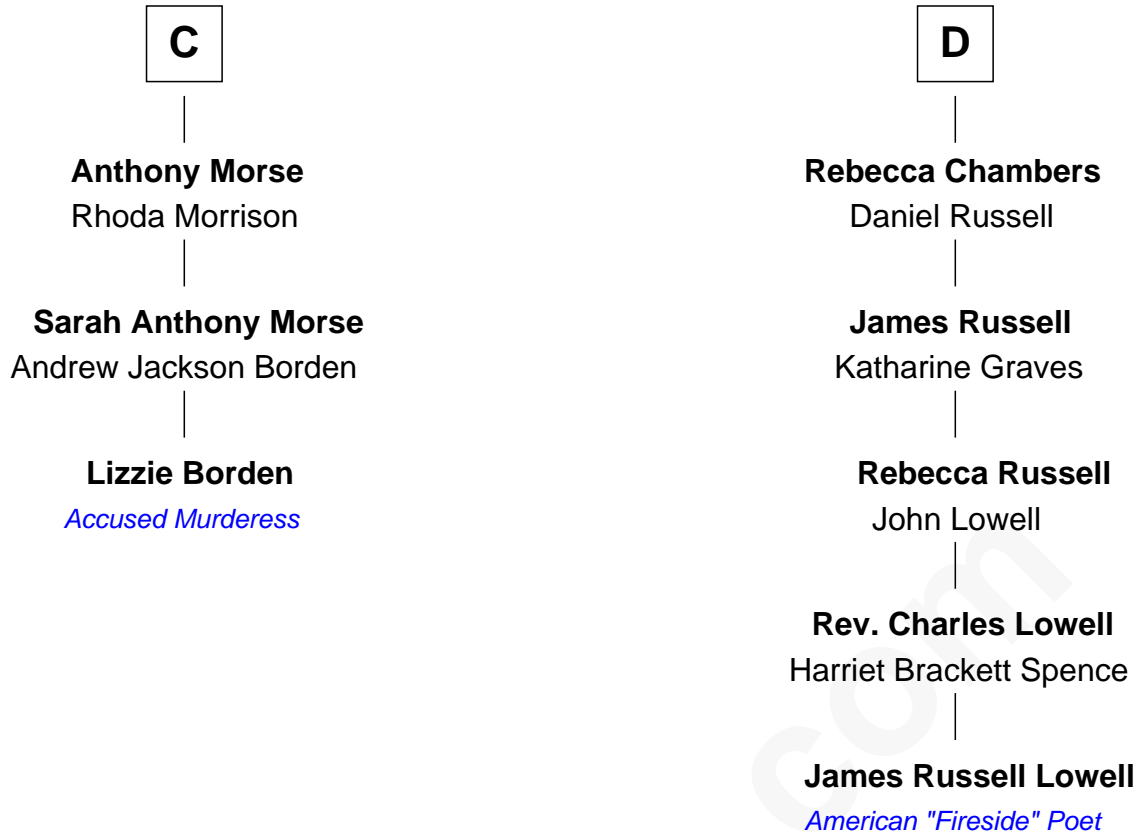 C
Anthony Morse
Rhoda Morrison
Sarah Anthony Morse
Andrew Jackson Borden
Lizzie Borden
Accused Murderess
D
Rebecca Chambers
Daniel Russell
James Russell
Katharine Graves
Rebecca Russell
John Lowell
Rev. Charles Lowell
Harriet Brackett Spence
James Russell Lowell
American "Fireside" Poet
com